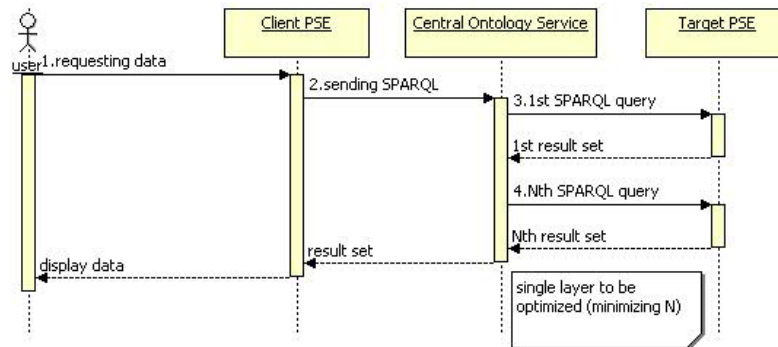 Client PSE
Central Ontology Service
Target PSE
user
1.requesting data
2.sending SPARQL
3.1st SPARQL query
1st result set
4.Nth SPARQL query
Nth result set
result set
display data
single layer to be
optimized (minimizing N)